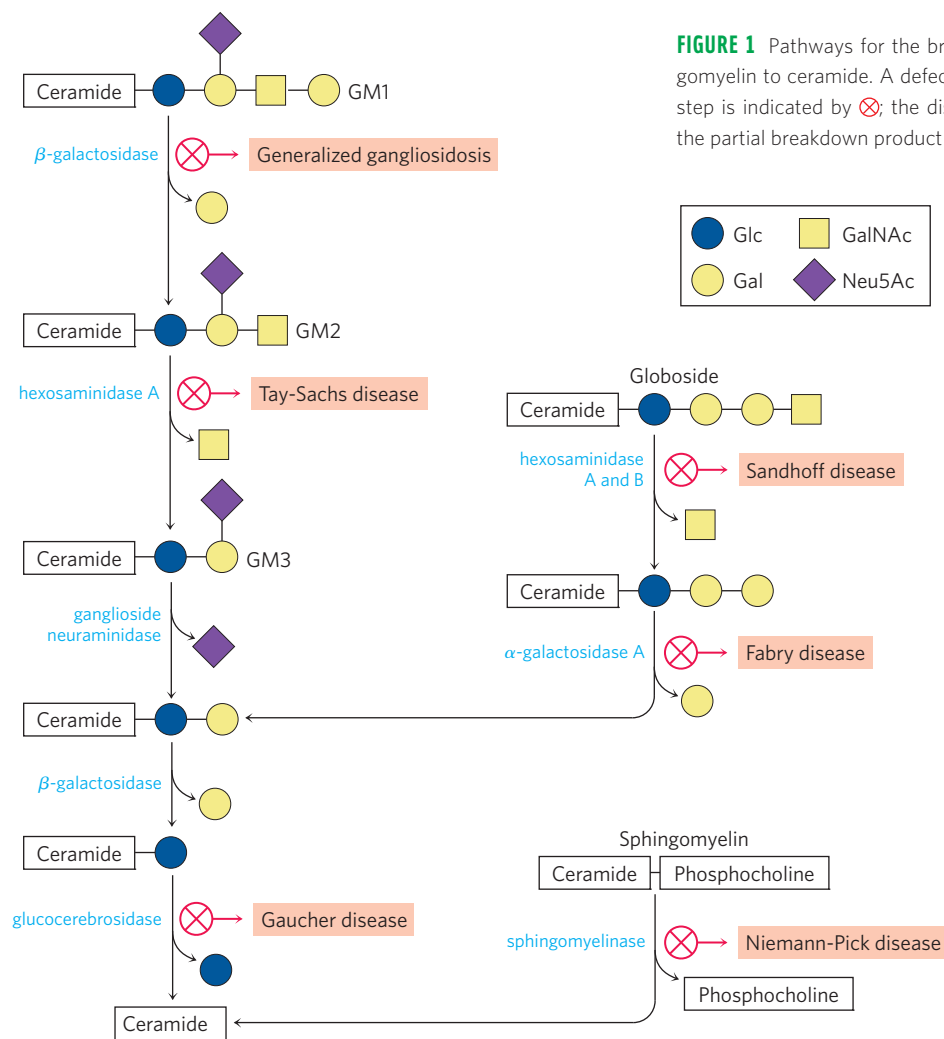 FIGURE 1 Pathways for the br
gomyelin to ceramide. A defec
step is indicated by ⊗; the dis
the partial breakdown product
Glc
GalNAc
Gal
Neu5Ac
Ceramide
GM1
β-galactosidase
Generalized gangliosidosis
Ceramide
GM2
hexosaminidase A
Tay-Sachs disease
Ceramide
GM3
ganglioside
neuraminidase
Ceramide
β-galactosidase
Ceramide
glucocerebrosidase
Gaucher disease
Ceramide
Globoside
Ceramide
hexosaminidase
A and B
Sandhoff disease
Ceramide
α-galactosidase A
Fabry disease
Sphingomyelin
Ceramide
Phosphocholine
sphingomyelinase
Niemann-Pick disease
Phosphocholine